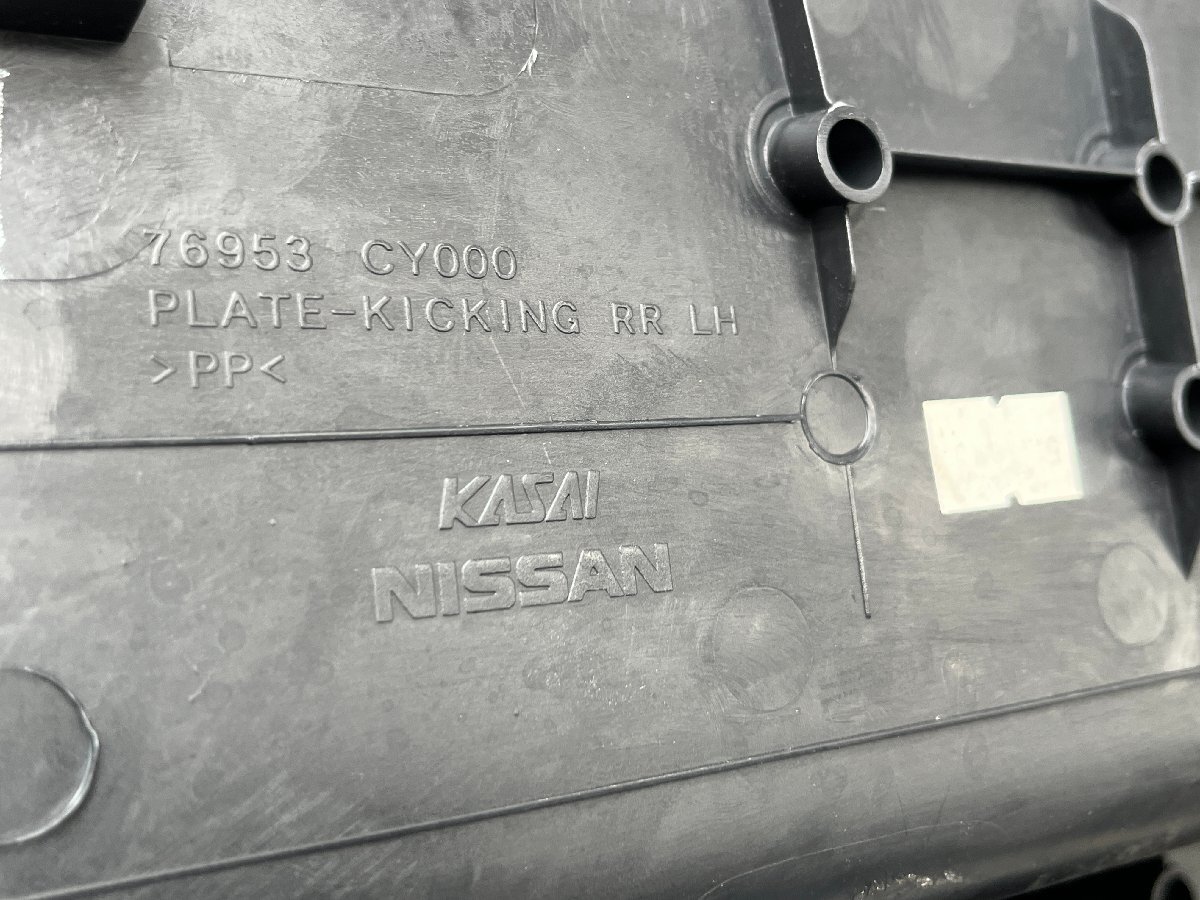 76953 CY000
PLATE-KICKING RR LH
>PP<
KASAI
NISSAN